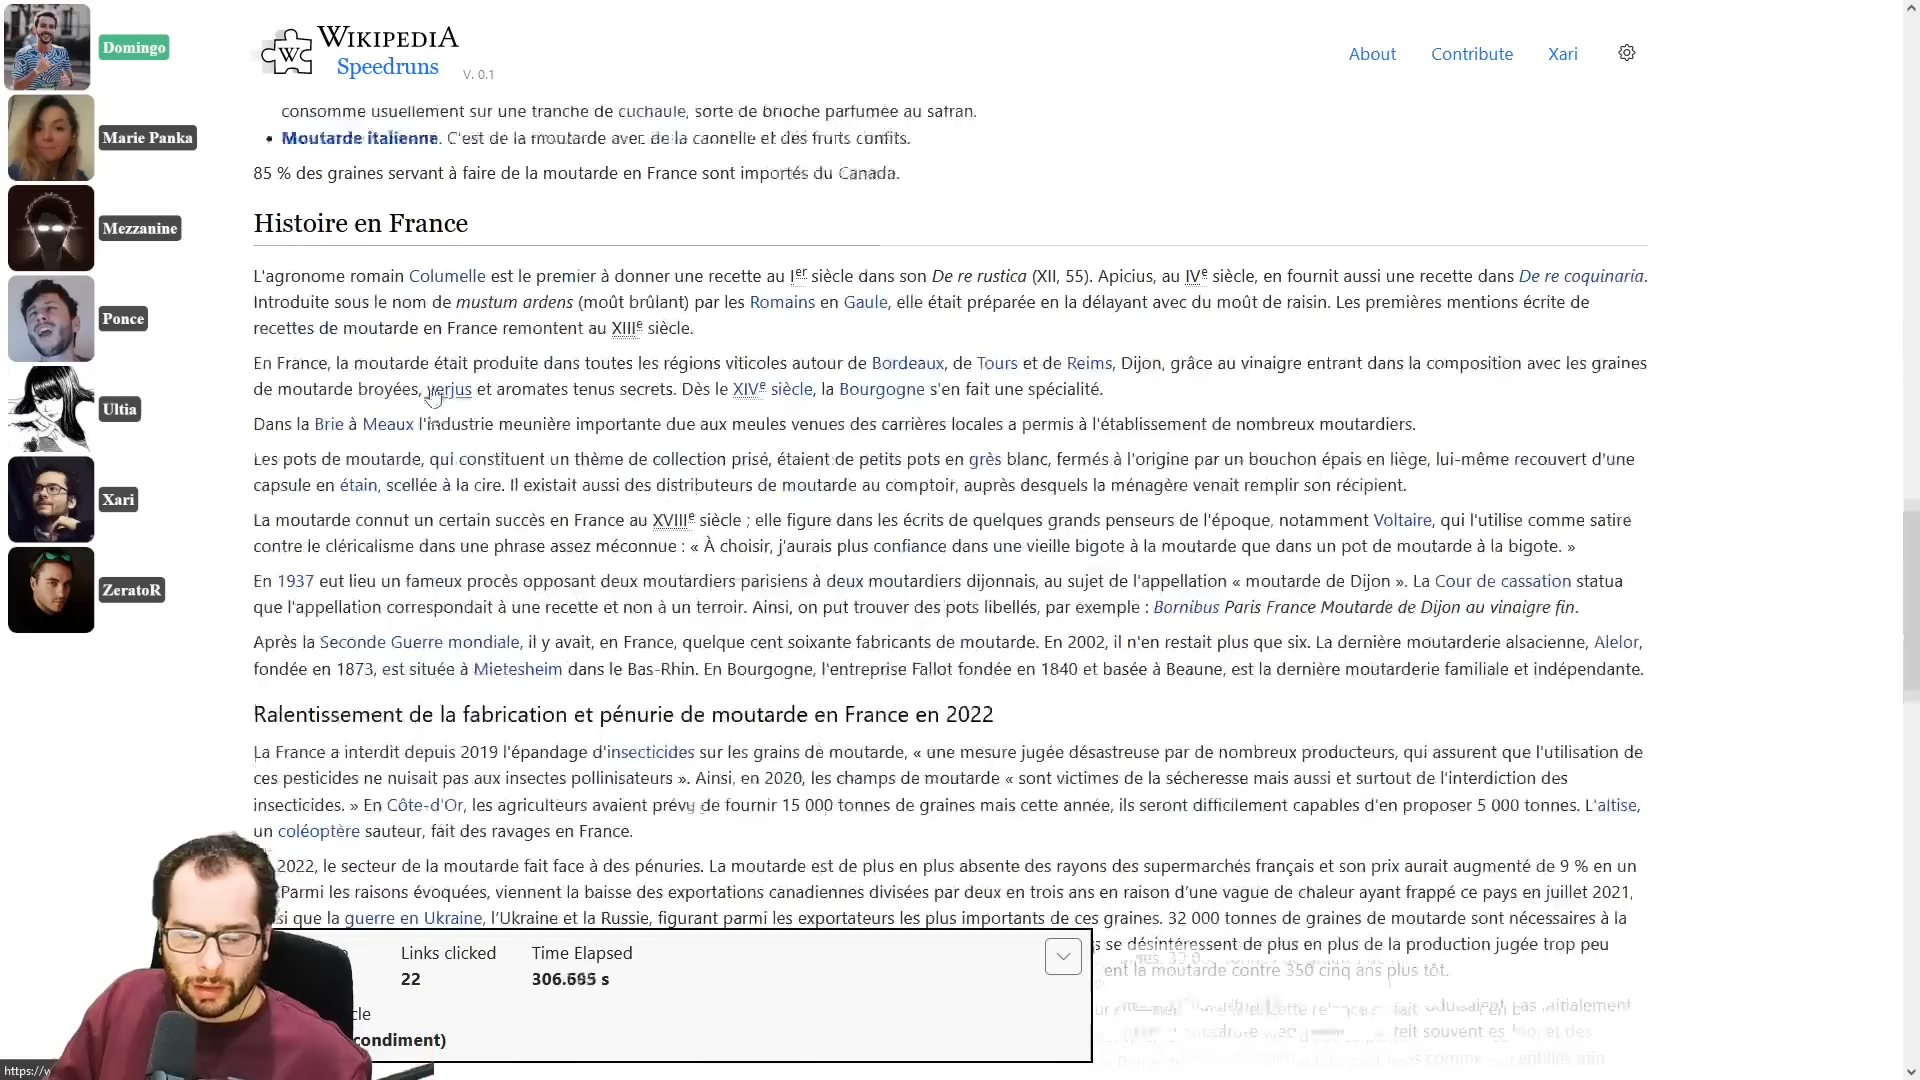 Domingo
Marie Panka
Mezzanine
Ponce
Ultia
Xari
ZeratoR
WIKIPEDIA
Speedruns
V. 0.1
About
Contribute
Xari
consomme usuellement sur une tranche de cuchaule, sorte de brioche parfumée au safran.
Moutarde italienne. C'est de la moutarde avec de la cannelle et des fruits confits.
85 % des graines servant à faire de la moutarde en France sont importés du Canada.
Histoire en France
L'agronome romain Columelle est le premier à donner une recette au Ier siècle dans son De re rustica (XII, 55). Apicius, au IVe siècle, en fournit aussi une recette dans De re coquinaria.
Introduite sous le nom de mustum ardens (moût brûlant) par les Romains en Gaule, elle était préparée en la délayant avec du moût de raisin. Les premières mentions écrite de
recettes de moutarde en France remontent au XIIIe siècle.
En France, la moutarde était produite dans toutes les régions viticoles autour de Bordeaux, de Tours et de Reims, Dijon, grâce au vinaigre entrant dans la composition avec les graines
de moutarde broyées, verjus et aromates tenus secrets. Dès le XIVe siècle, la Bourgogne s'en fait une spécialité.
Dans la Brie à Meaux l'industrie meunière importante due aux meules venues des carrières locales a permis à l'établissement de nombreux moutardiers.
Les pots de moutarde, qui constituent un thème de collection prisé, étaient de petits pots en grès blanc, fermés à l'origine par un bouchon épais en liège, lui-même recouvert d'une
capsule en étain, scellée à la cire. Il existait aussi des distributeurs de moutarde au comptoir, auprès desquels la ménagère venait remplir son récipient.
La moutarde connut un certain succès en France au XVIIIe siècle ; elle figure dans les écrits de quelques grands penseurs de l'époque, notamment Voltaire, qui l'utilise comme satire
contre le cléricalisme dans une phrase assez méconnue : « À choisir, j'aurais plus confiance dans une vieille bigote à la moutarde que dans un pot de moutarde à la bigote. »
En 1937 eut lieu un fameux procès opposant deux moutardiers parisiens à deux moutardiers dijonnais, au sujet de l'appellation « moutarde de Dijon ». La Cour de cassation statua
que l'appellation correspondait à une recette et non à un terroir. Ainsi, on put trouver des pots libellés, par exemple : Bornibus Paris France Moutarde de Dijon au vinaigre fin.
Après la Seconde Guerre mondiale, il y avait, en France, quelque cent soixante fabricants de moutarde. En 2002, il n'en restait plus que six. La dernière moutarderie alsacienne, Alelor,
fondée en 1873, est située à Mietesheim dans le Bas-Rhin. En Bourgogne, l'entreprise Fallot fondée en 1840 et basée à Beaune, est la dernière moutarderie familiale et indépendante.
Ralentissement de la fabrication et pénurie de moutarde en France en 2022
La France a interdit depuis 2019 l'épandage d'insecticides sur les grains de moutarde, « une mesure jugée désastreuse par de nombreux producteurs, qui assurent que l'utilisation de
ces pesticides ne nuisait pas aux insectes pollinisateurs ». Ainsi, en 2020, les champs de moutarde « sont victimes de la sécheresse mais aussi et surtout de l'interdiction des
insecticides. » En Côte-d'Or, les agriculteurs avaient prévu de fournir 15 000 tonnes de graines mais cette année, ils seront difficilement capables d'en proposer 5 000 tonnes. L'altise,
un coléoptère sauteur, fait des ravages en France.
2022, le secteur de la moutarde fait face à des pénuries. La moutarde est de plus en plus absente des rayons des supermarchés français et son prix aurait augmenté de 9 % en un
Parmi les raisons évoquées, viennent la baisse des exportations canadiennes divisées par deux en trois ans en raison d'une vague de chaleur ayant frappé ce pays en juillet 2021,
si que la guerre en Ukraine, l'Ukraine et la Russie, figurant parmi les exportateurs les plus importants de ces graines. 32 000 tonnes de graines de moutarde sont nécessaires à la
se désintéressent de plus en plus de la production jugée trop peu
ent la moutarde contre 350 cinq ans plus tôt.
Links clicked
Time Elapsed
22
condiment)
https://w